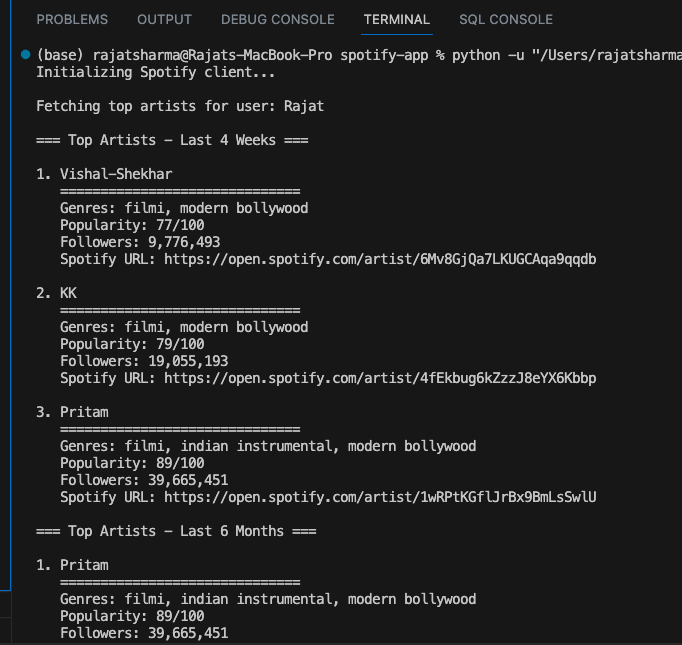 PROBLEMS OUTPUT DEBUG CONSOLE TERMINAL SQL CONSOLE
(base) rajatsharma@Rajats-MacBook-Pro spotify-app % python -u "/Users/rajatsharma
Initializing Spotify client...
Fetching top artists for user: Rajat
=== Top Artists - Last 4 Weeks ===
1. Vishal-Shekhar
==============================
Genres: filmi, modern bollywood
Popularity: 77/100
Followers: 9,776,493
Spotify URL: https://open.spotify.com/artist/6Mv8GjQa7LKUGCAqa9qqdb
2. KK
==============================
Genres: filmi, modern bollywood
Popularity: 79/100
Followers: 19,055,193
Spotify URL: https://open.spotify.com/artist/4fEkbug6kZzzJ8eYX6Kbbp
3. Pritam
==============================
Genres: filmi, indian instrumental, modern bollywood
Popularity: 89/100
Followers: 39,665,451
Spotify URL: https://open.spotify.com/artist/1wRPtKGflJrBx9BmLsSwlU
=== Top Artists - Last 6 Months ===
1. Pritam
==============================
Genres: filmi, indian instrumental, modern bollywood
Popularity: 89/100
Followers: 39,665,451